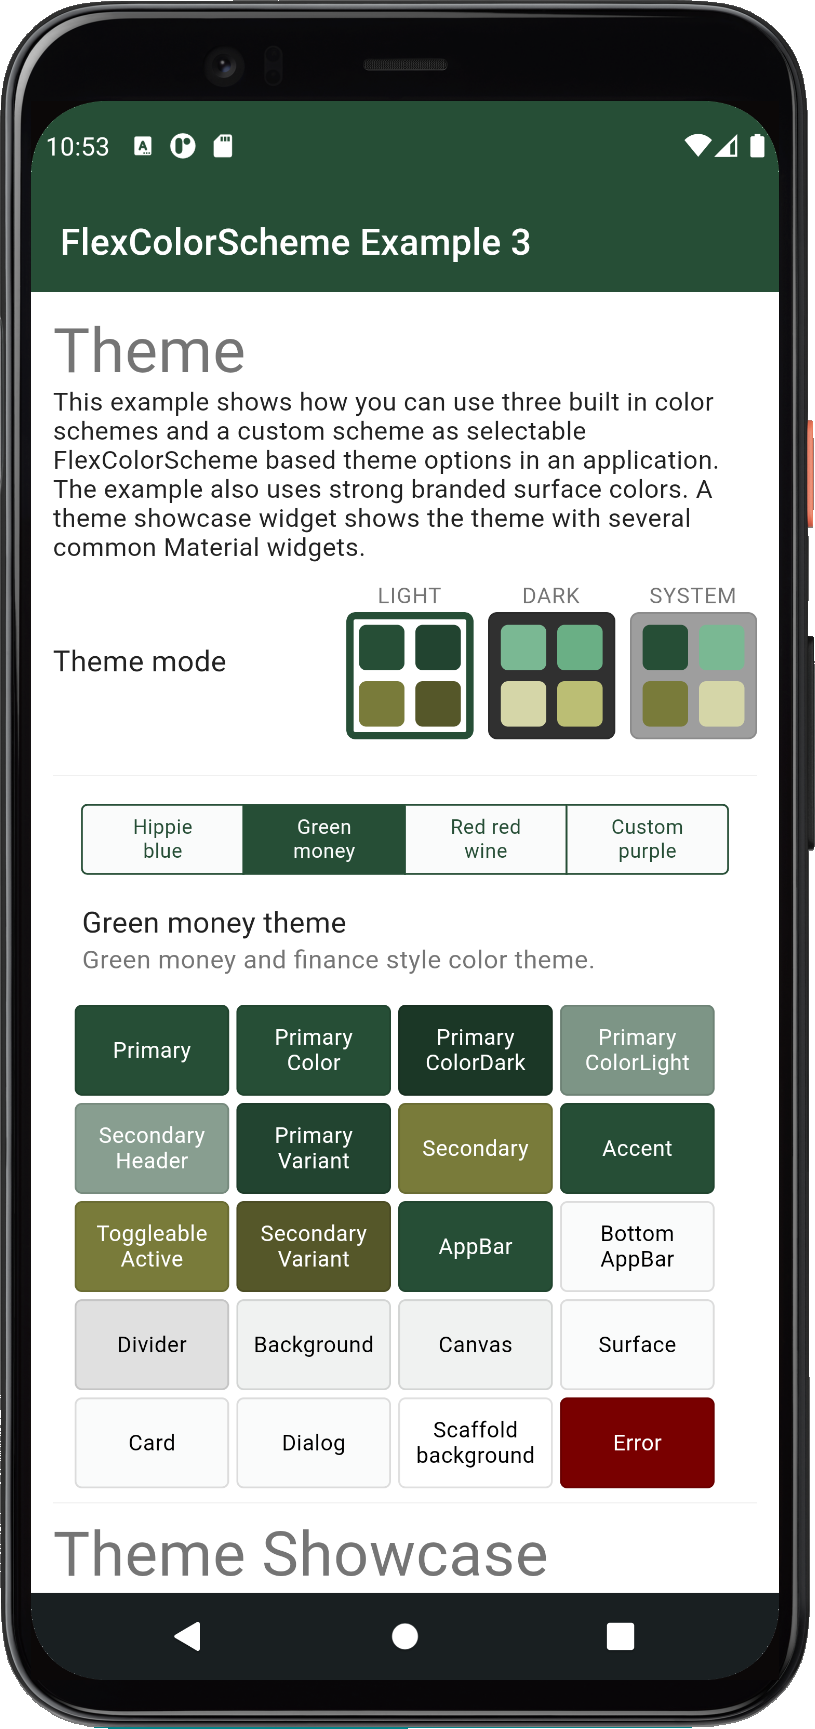 10:53
FlexColorScheme Example 3
Theme
This example shows how you can use three built in color
schemes and a custom scheme as selectable
FlexColorScheme based theme options in an application.
The example also uses strong branded surface colors. A
theme showcase widget shows the theme with several
common Material widgets.
LIGHT DARK SYSTEM
Theme mode
Hippie
blue
Green
money
Red red
wine
Custom
purple
Green money theme
Green money and finance style color theme.
Primary
Primary
Color
Primary
ColorDark
Primary
ColorLight
Secondary
Header
Primary
Variant
Secondary
Accent
Toggleable
Active
Secondary
Variant
AppBar
Bottom
AppBar
Divider
Background
Canvas
Surface
Card
Dialog
Scaffold
background
Error
Theme Showcase